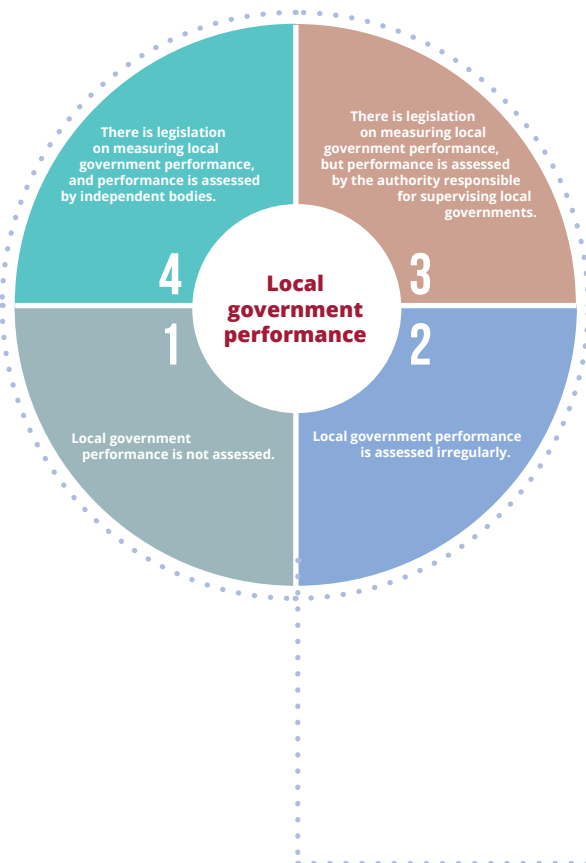 There is legislation
on measuring local
government performance,
and performance is assessed
by independent bodies.
4
There is legislation
on measuring local
government performance,
but performance is assessed
by the authority responsible
for supervising local
governments.
3
Local
government
performance
1
Local government
performance is not assessed.
2
Local government performance
is assessed irregularly.